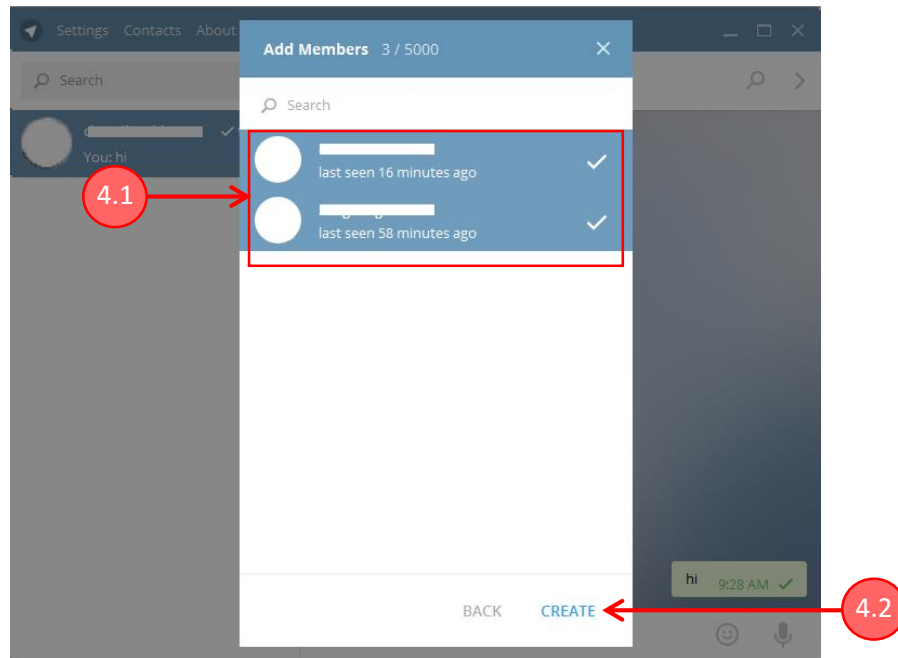 Settings Contacts About
Search
You: hi
Add Members 3 / 5000
Search
last seen 16 minutes ago
last seen 58 minutes ago
4.1
hi 9:28 AM
BACK CREATE
4.2